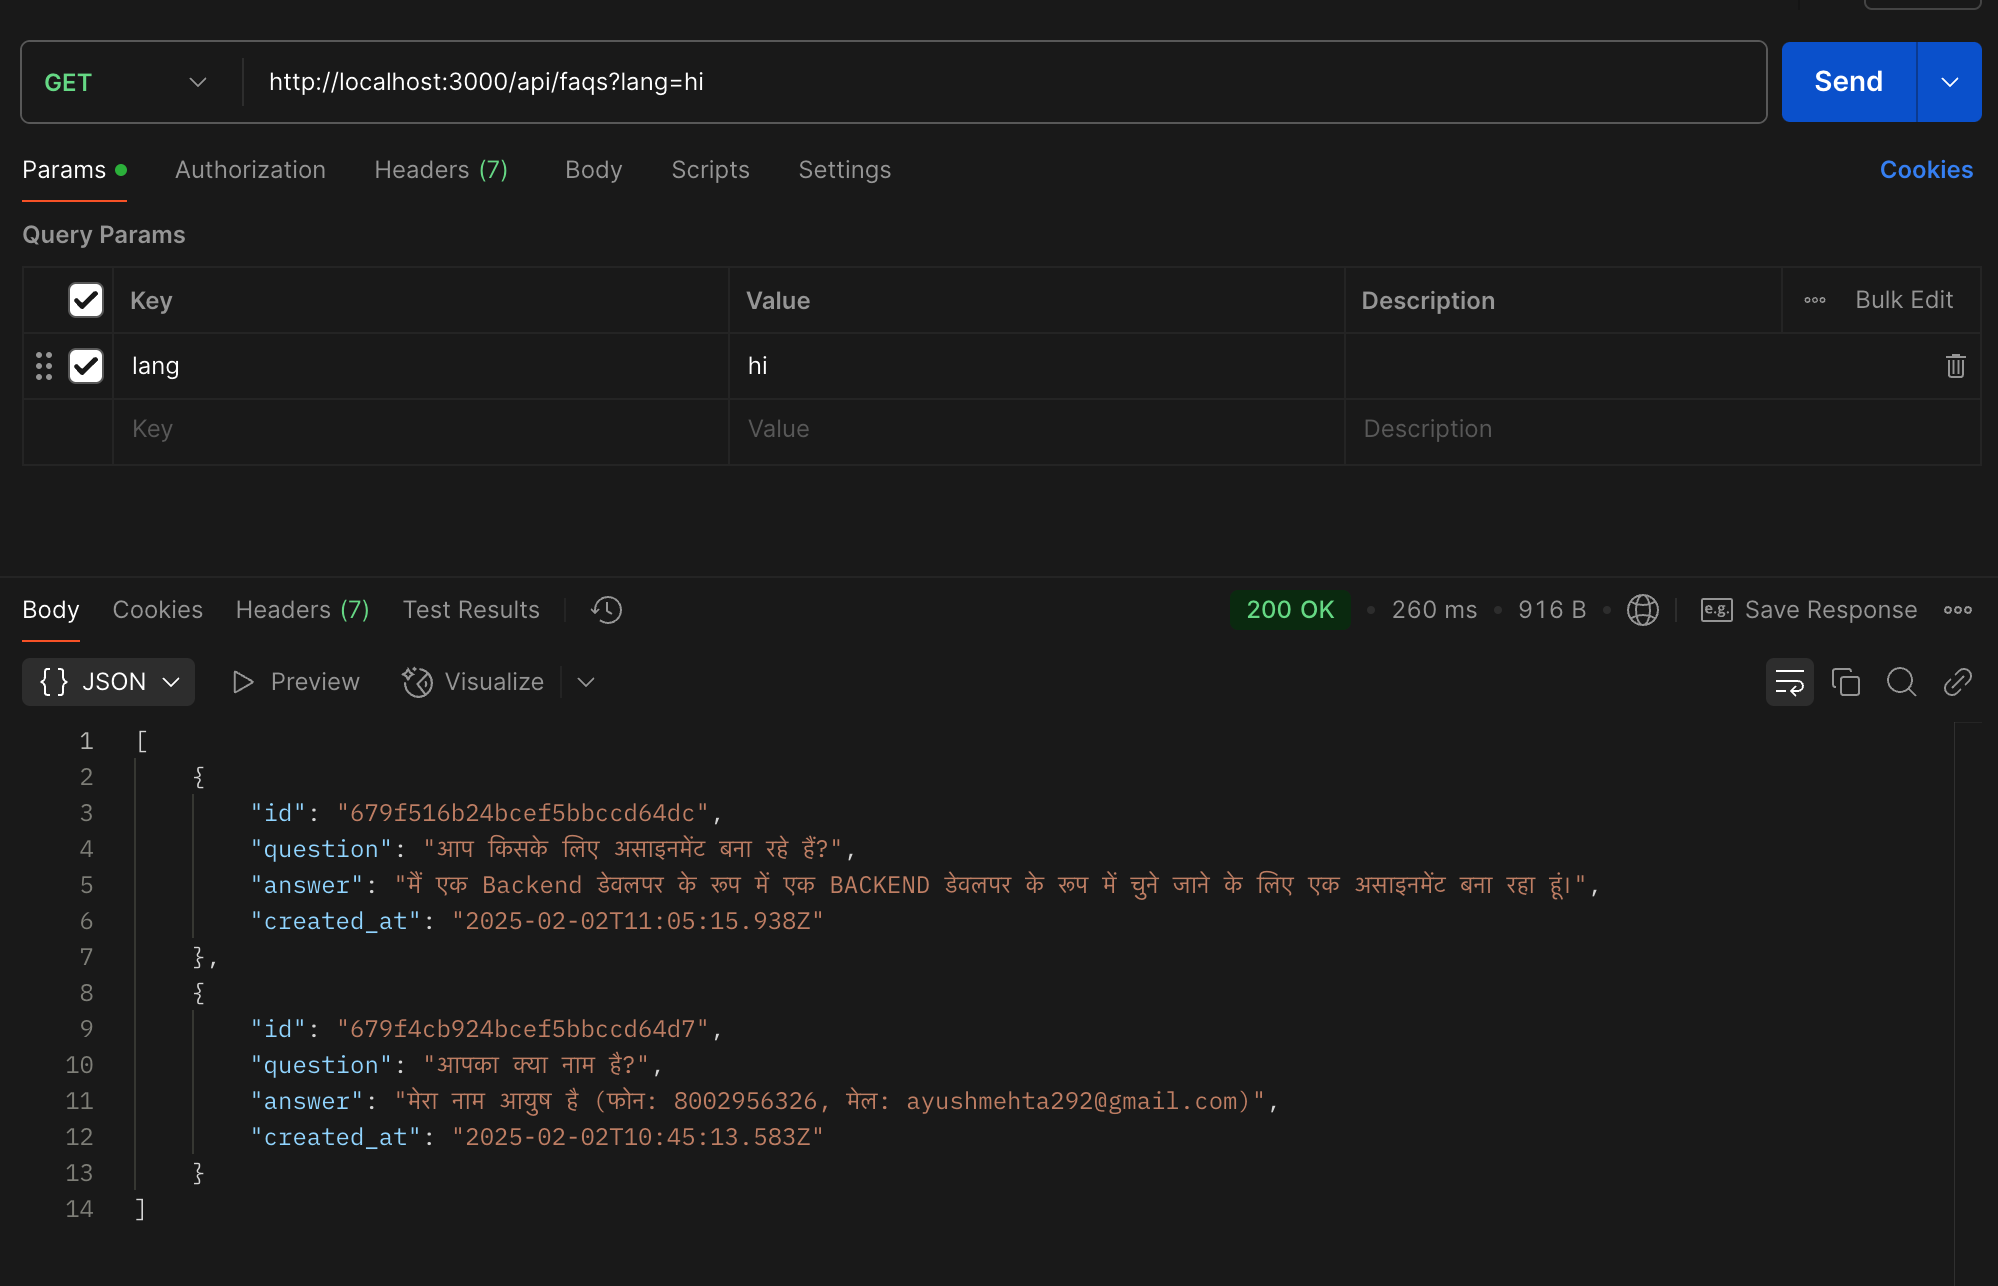 GET http://localhost:3000/api/faqs?lang=hi Send
Params Authorization Headers (7) Body Scripts Settings Cookies
Query Params
Key Value Description Bulk Edit
lang hi
Key Value Description
Body Cookies Headers (7) Test Results 200 OK 260 ms 916 B e.g. Save Response
{} JSON Preview Visualize
1 [
2 {
3 "id": "679f516b24bcef5bbccd64dc",
4 "question": "आप किसके लिए असाइनमेंट बना रहे हैं?",
5 "answer": "मैं एक Backend डेवलपर के रूप में एक BACKEND डेवलपर के रूप में चुने जाने के लिए एक असाइनमेंट बना रहा हूं।",
6 "created_at": "2025-02-02T11:05:15.938Z"
7 },
8 {
9 "id": "679f4cb924bcef5bbccd64d7",
10 "question": "आपका क्या नाम है?",
11 "answer": "मेरा नाम आयुष है (फोन: 8002956326, मेल: ayushmehta292@gmail.com)",
12 "created_at": "2025-02-02T10:45:13.583Z"
13 }
14 ]